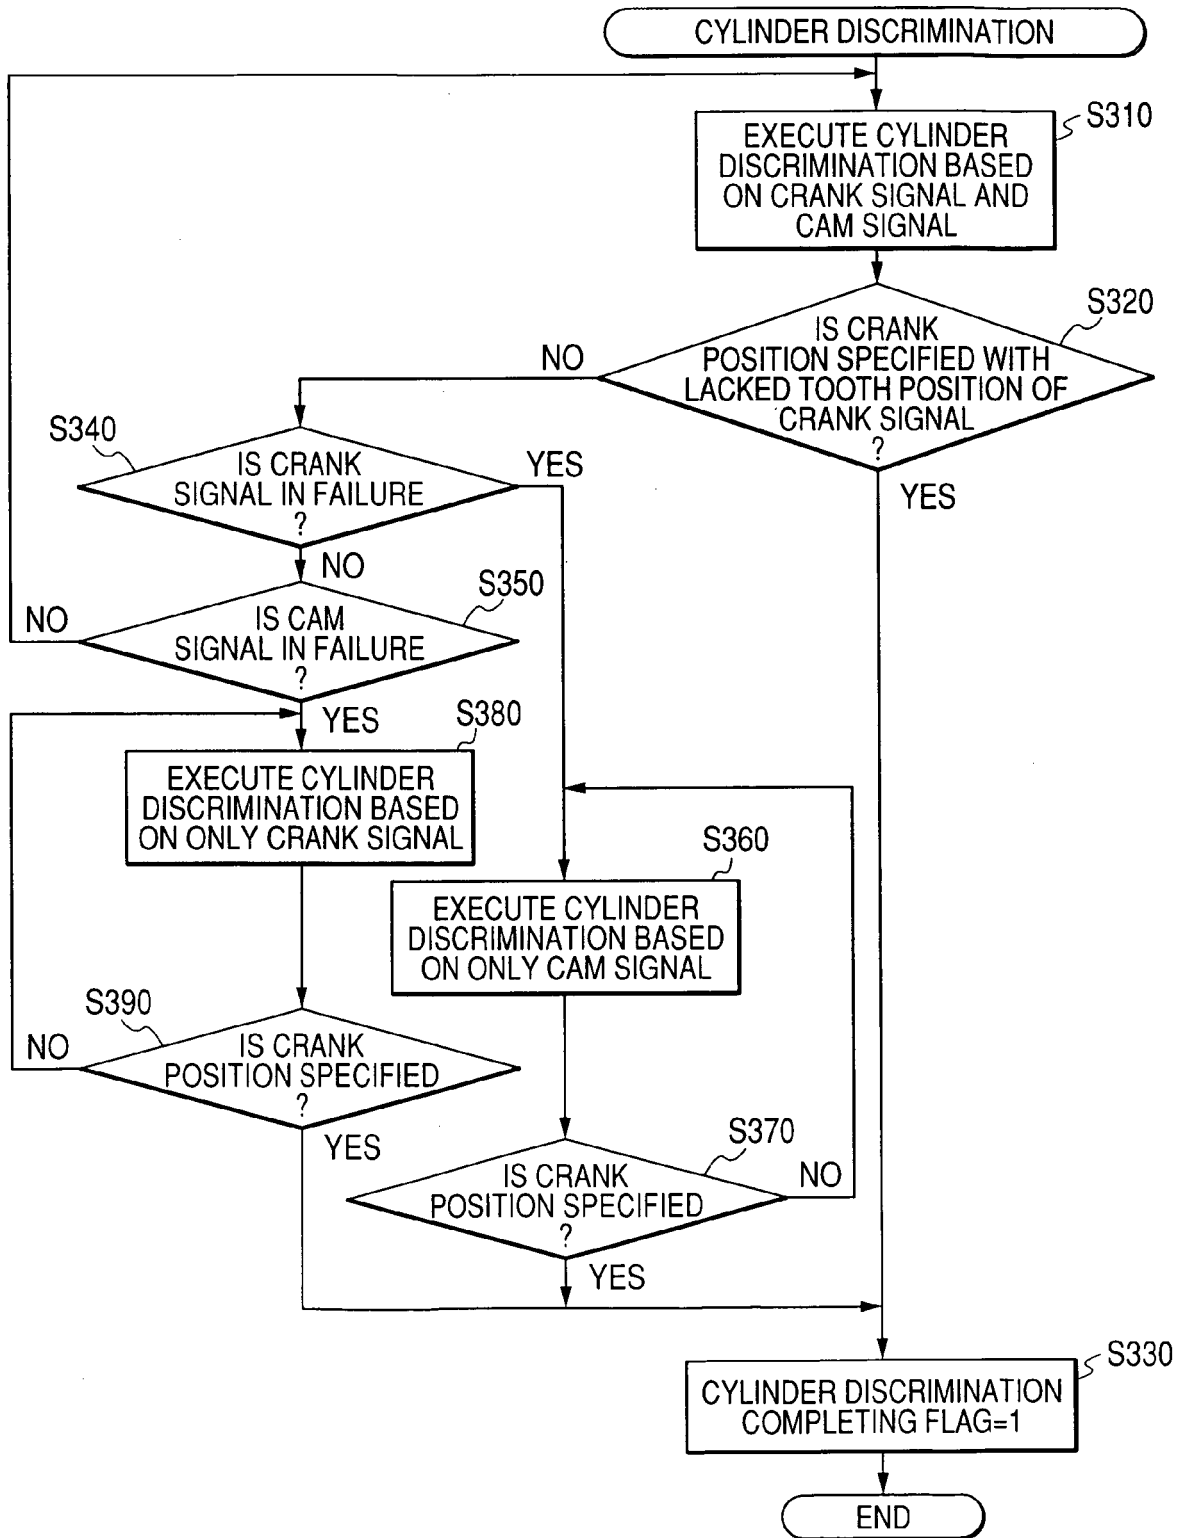 CYLINDER DISCRIMINATION
S310
EXECUTE CYLINDER
DISCRIMINATION BASED
ON CRANK SIGNAL AND
CAM SIGNAL
S320
IS CRANK
POSITION SPECIFIED WITH
LACKED TOOTH POSITION OF
CRANK SIGNAL
?
NO
YES
S340
IS CRANK
SIGNAL IN FAILURE
?
YES
NO
S350
IS CAM
SIGNAL IN FAILURE
?
NO
YES
S380
EXECUTE CYLINDER
DISCRIMINATION BASED
ON ONLY CRANK SIGNAL
S360
EXECUTE CYLINDER
DISCRIMINATION BASED
ON ONLY CAM SIGNAL
S390
IS CRANK
POSITION SPECIFIED
?
NO
YES
S370
IS CRANK
POSITION SPECIFIED
?
NO
YES
S330
CYLINDER DISCRIMINATION
COMPLETING FLAG=1
END